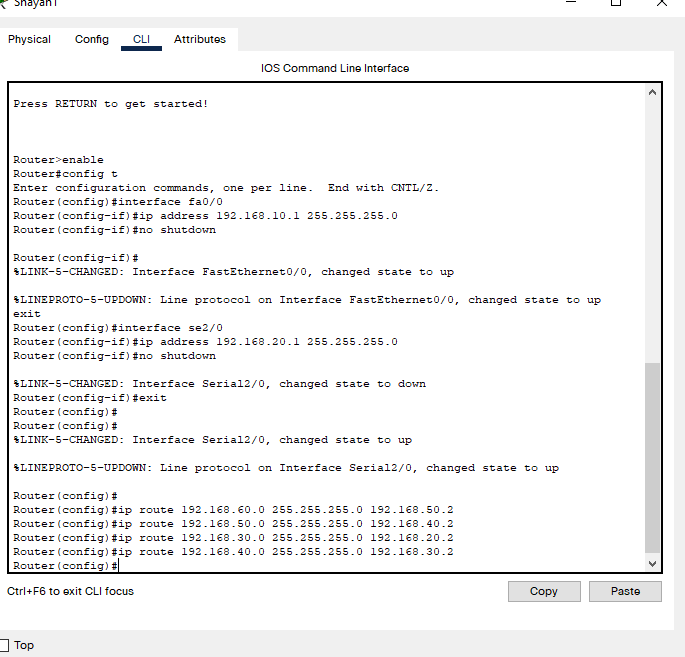 Shayan1
Physical Config CLI Attributes
IOS Command Line Interface
Press RETURN to get started!
Router>enable
Router#config t
Enter configuration commands, one per line.  End with CNTL/Z.
Router(config)#interface fa0/0
Router(config-if)#ip address 192.168.10.1 255.255.255.0
Router(config-if)#no shutdown
Router(config-if)#
%LINK-5-CHANGED: Interface FastEthernet0/0, changed state to up
%LINEPROTO-5-UPDOWN: Line protocol on Interface FastEthernet0/0, changed state to up
exit
Router(config)#interface se2/0
Router(config-if)#ip address 192.168.20.1 255.255.255.0
Router(config-if)#no shutdown
%LINK-5-CHANGED: Interface Serial2/0, changed state to down
Router(config-if)#exit
Router(config)#
Router(config)#
%LINK-5-CHANGED: Interface Serial2/0, changed state to up
%LINEPROTO-5-UPDOWN: Line protocol on Interface Serial2/0, changed state to up
Router(config)#
Router(config)#ip route 192.168.60.0 255.255.255.0 192.168.50.2
Router(config)#ip route 192.168.50.0 255.255.255.0 192.168.40.2
Router(config)#ip route 192.168.30.0 255.255.255.0 192.168.20.2
Router(config)#ip route 192.168.40.0 255.255.255.0 192.168.30.2
Router(config)#
Ctrl+F6 to exit CLI focus
Copy Paste
Top